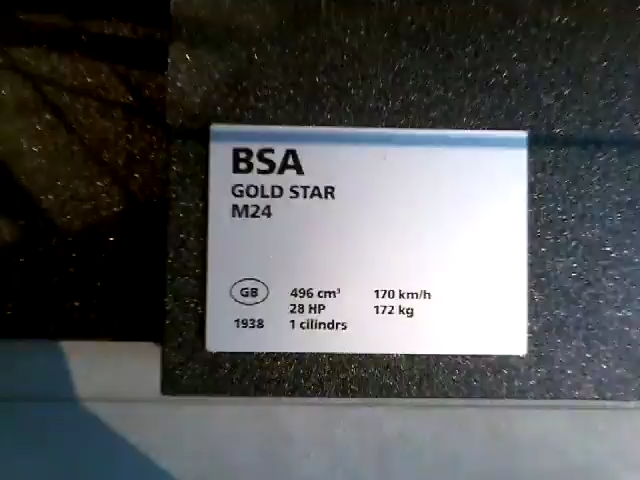 BSA
GOLD STAR
M24
GB 496 cm³ 170 km/h
28 HP 172 kg
1938 1 cilindrs